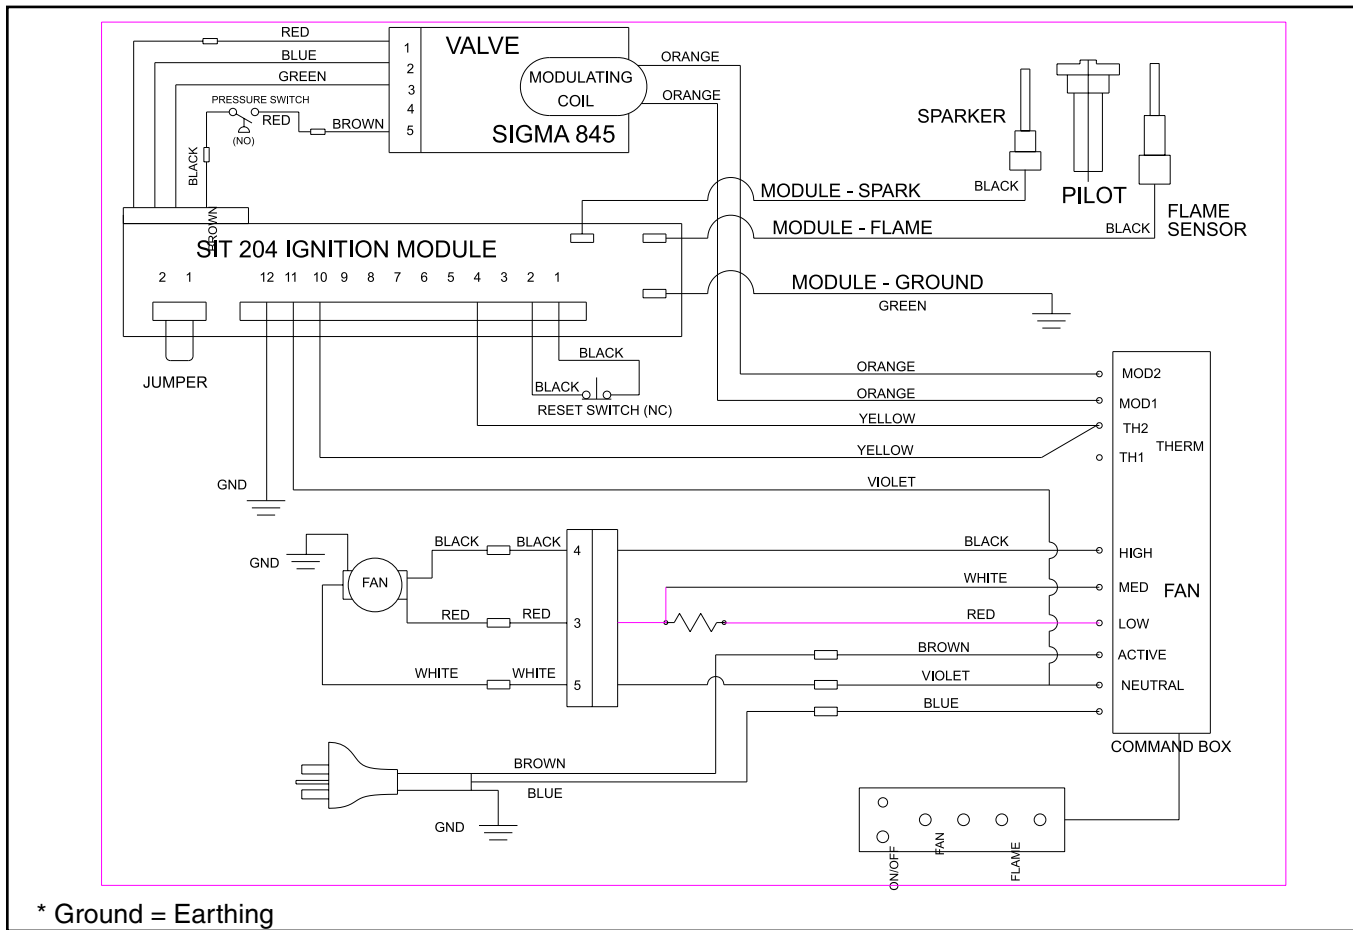 RED
VALVE
1
BLUE
2
ORANGE
GREEN
3
MODULATING
COIL
PRESSURE SWITCH
4
ORANGE
RED
BROWN
5
SIGMA 845
(NO)
BLACK
SPARKER
PILOT
BLACK
MODULE - SPARK
FLAME
SENSOR
BLACK
MODULE - FLAME
BROWN
SIT 204 IGNITION MODULE
2 1
12 11 10 9 8 7 6 5 4 3 2 1
MODULE - GROUND
GREEN
JUMPER
BLACK
BLACK
RESET SWITCH (NC)
ORANGE
MOD2
ORANGE
MOD1
YELLOW
TH2
THERM
YELLOW
TH1
GND
VIOLET
GND
FAN
BLACK
BLACK
4
BLACK
HIGH
WHITE
MED
FAN
RED
RED
3
RED
LOW
BROWN
ACTIVE
WHITE
WHITE
5
VIOLET
NEUTRAL
BLUE
COMMAND BOX
BROWN
BLUE
GND
ON/OFF
FAN
FLAME
* Ground = Earthing